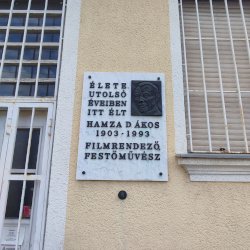 ÉLETE
UTOLSÓ
ÉVEIBEN
ITT ÉLT
HAMZA D. ÁKOS
1903-1993
FILMRENDEZŐ,
FESTŐMŰVÉSZ